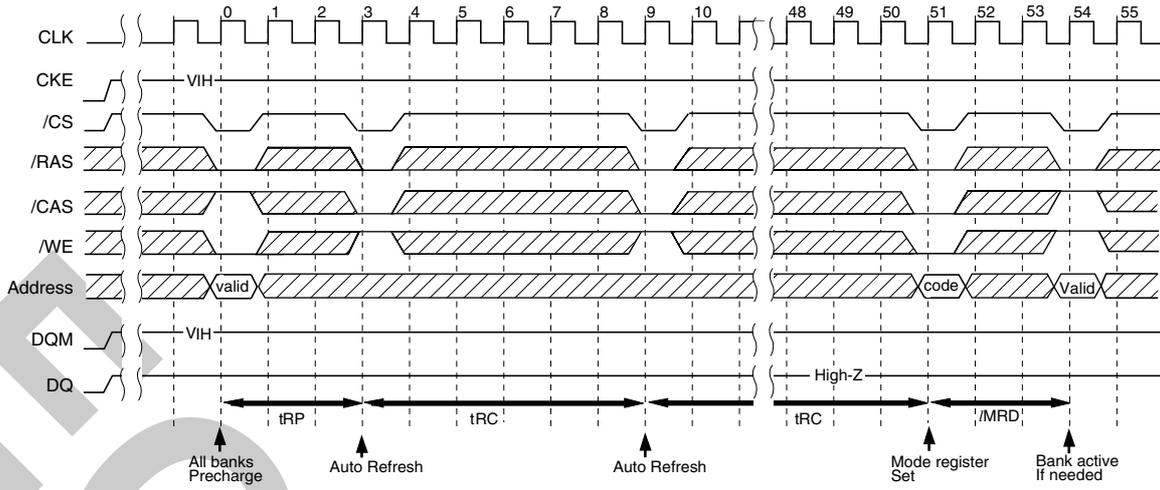 0 1 2 3 4 5 6 7 8 9 10 48 49 50 51 52 53 54 55
CLK
CKE VIH
/CS
/RAS
/CAS
/WE
Address valid code Valid
DQM VIH
DQ High-Z
tRP tRC tRC lMRD
All banks
Precharge
Auto Refresh
Auto Refresh
Mode register
Set
Bank active
If needed